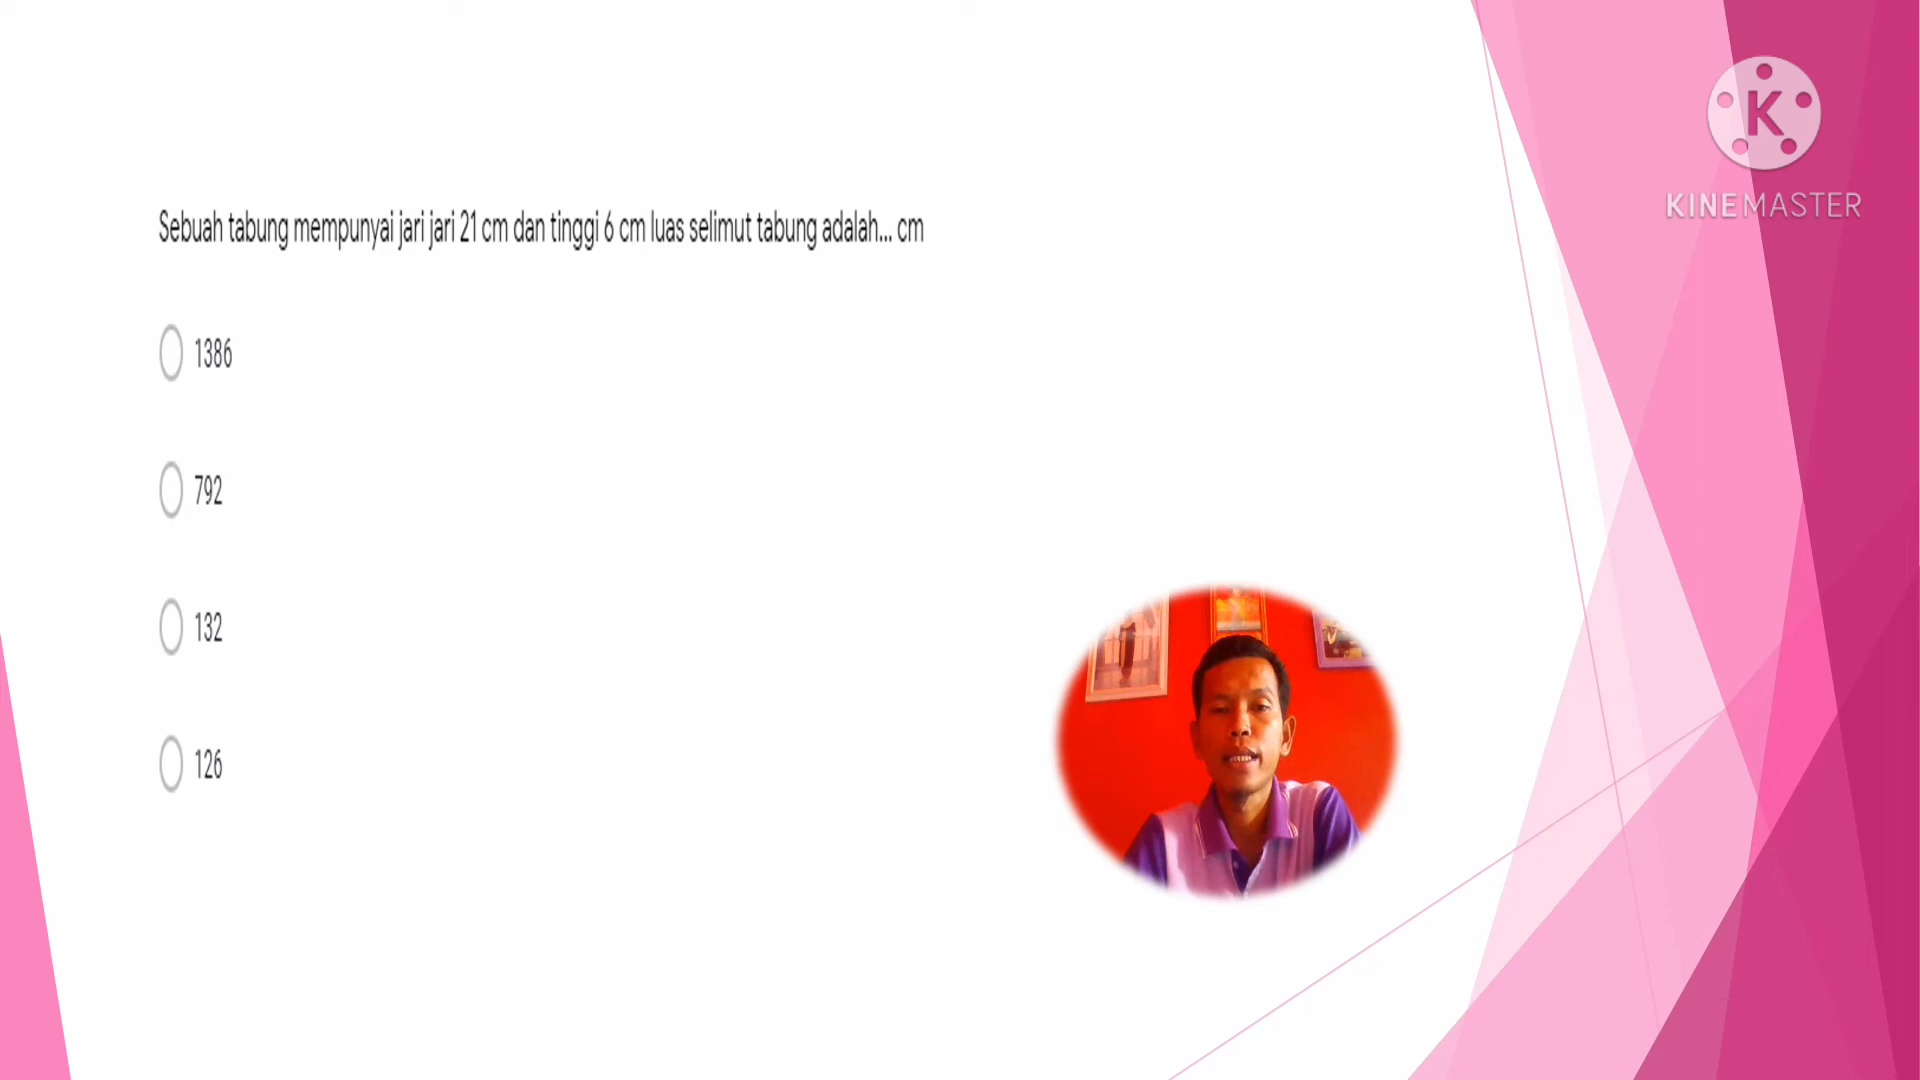 K
KINEMASTER
Sebuah tabung mempunyai jari jari 21 cm dan tinggi 6 cm luas selimut tabung adalah... cm
1386
792
132
126